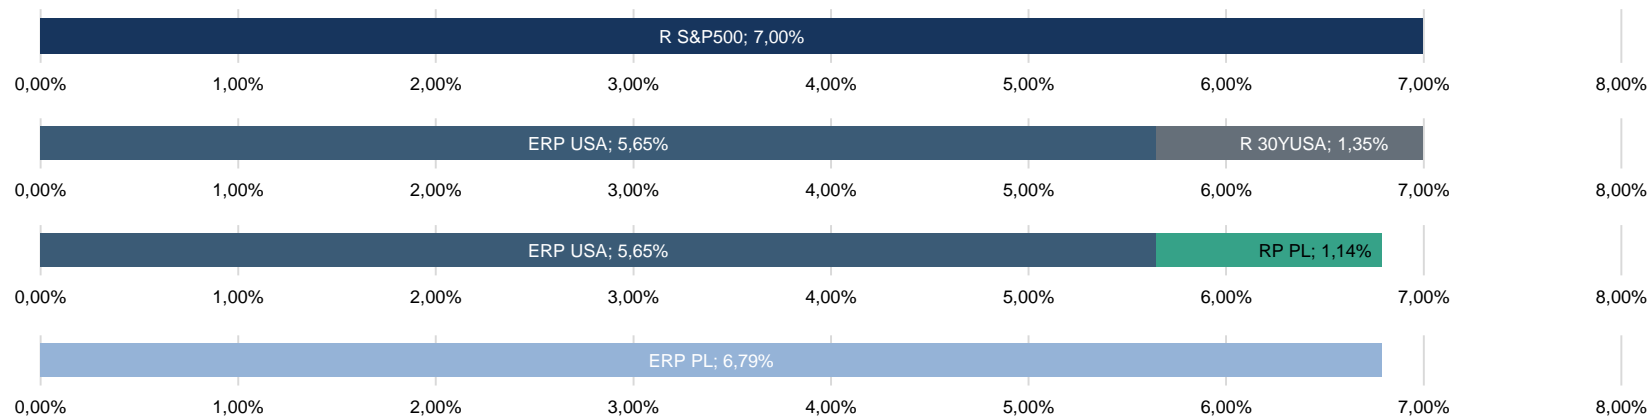 R S&P500; 7,00%
0,00% 1,00% 2,00% 3,00% 4,00% 5,00% 6,00% 7,00% 8,00%
ERP USA; 5,65% R 30YUSA; 1,35%
0,00% 1,00% 2,00% 3,00% 4,00% 5,00% 6,00% 7,00% 8,00%
ERP USA; 5,65% RP PL; 1,14%
0,00% 1,00% 2,00% 3,00% 4,00% 5,00% 6,00% 7,00% 8,00%
ERP PL; 6,79%
0,00% 1,00% 2,00% 3,00% 4,00% 5,00% 6,00% 7,00% 8,00%